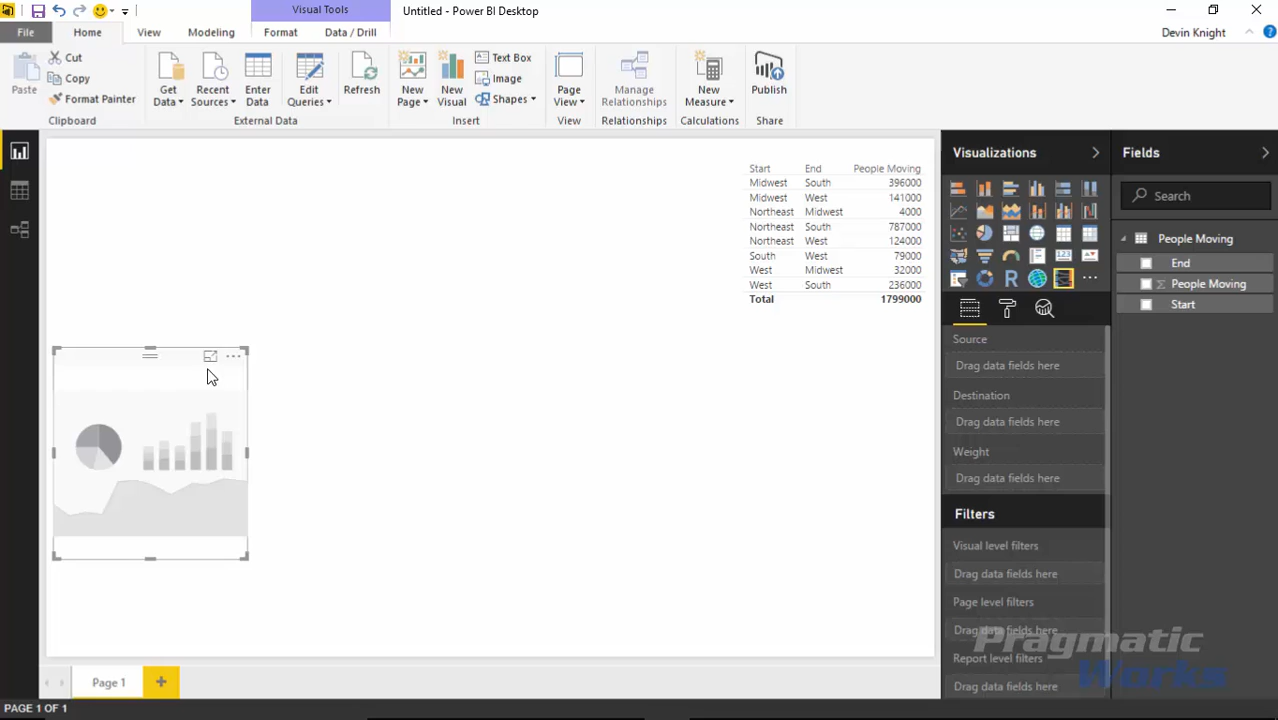 Visual Tools
Untitled - Power BI Desktop
File
Home
View
Modeling
Format
Data / Drill
Devin Knight
Paste
Cut
Copy
Format Painter
Clipboard
Get Data
Recent Sources
Enter Data
Edit Queries
Refresh
External Data
New Page
New Visual
Text Box
Image
Shapes
Insert
Page View
View
Manage Relationships
Relationships
New Measure
Calculations
Publish
Share
Start End People Moving
Midwest South 396000
Midwest West 141000
Northeast Midwest 4000
Northeast South 787000
Northeast West 124000
South West 79000
West Midwest 32000
West South 236000
Total 1799000
Visualizations
R
Source
Drag data fields here
Destination
Drag data fields here
Weight
Drag data fields here
Filters
Visual level filters
Drag data fields here
Page level filters
Drag data fields here
Report level filters
Drag data fields here
Fields
Search
People Moving
End
People Moving
Start
Pragmatic
Works
Page 1
PAGE 1 OF 1